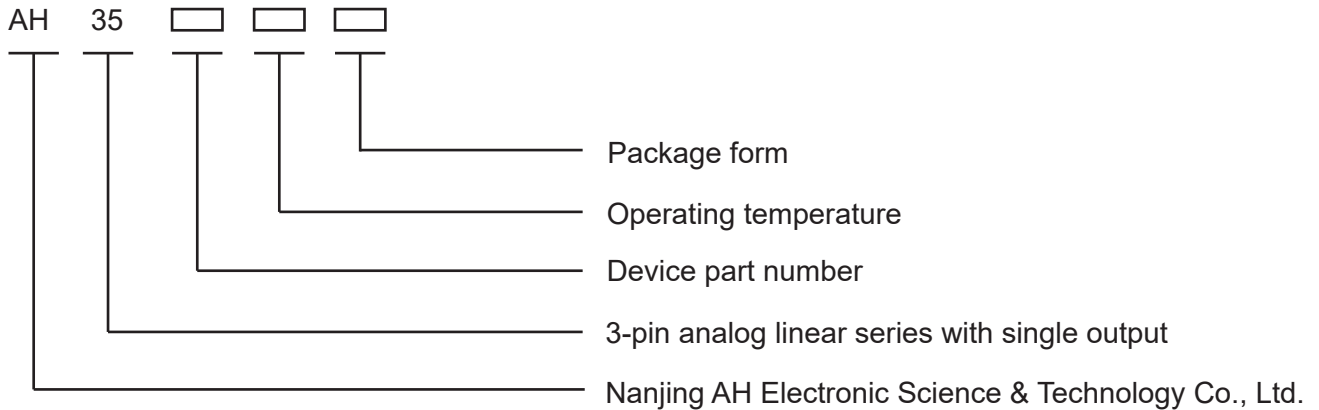 AH 35
Package form
Operating temperature
Device part number
3-pin analog linear series with single output
Nanjing AH Electronic Science & Technology Co., Ltd.